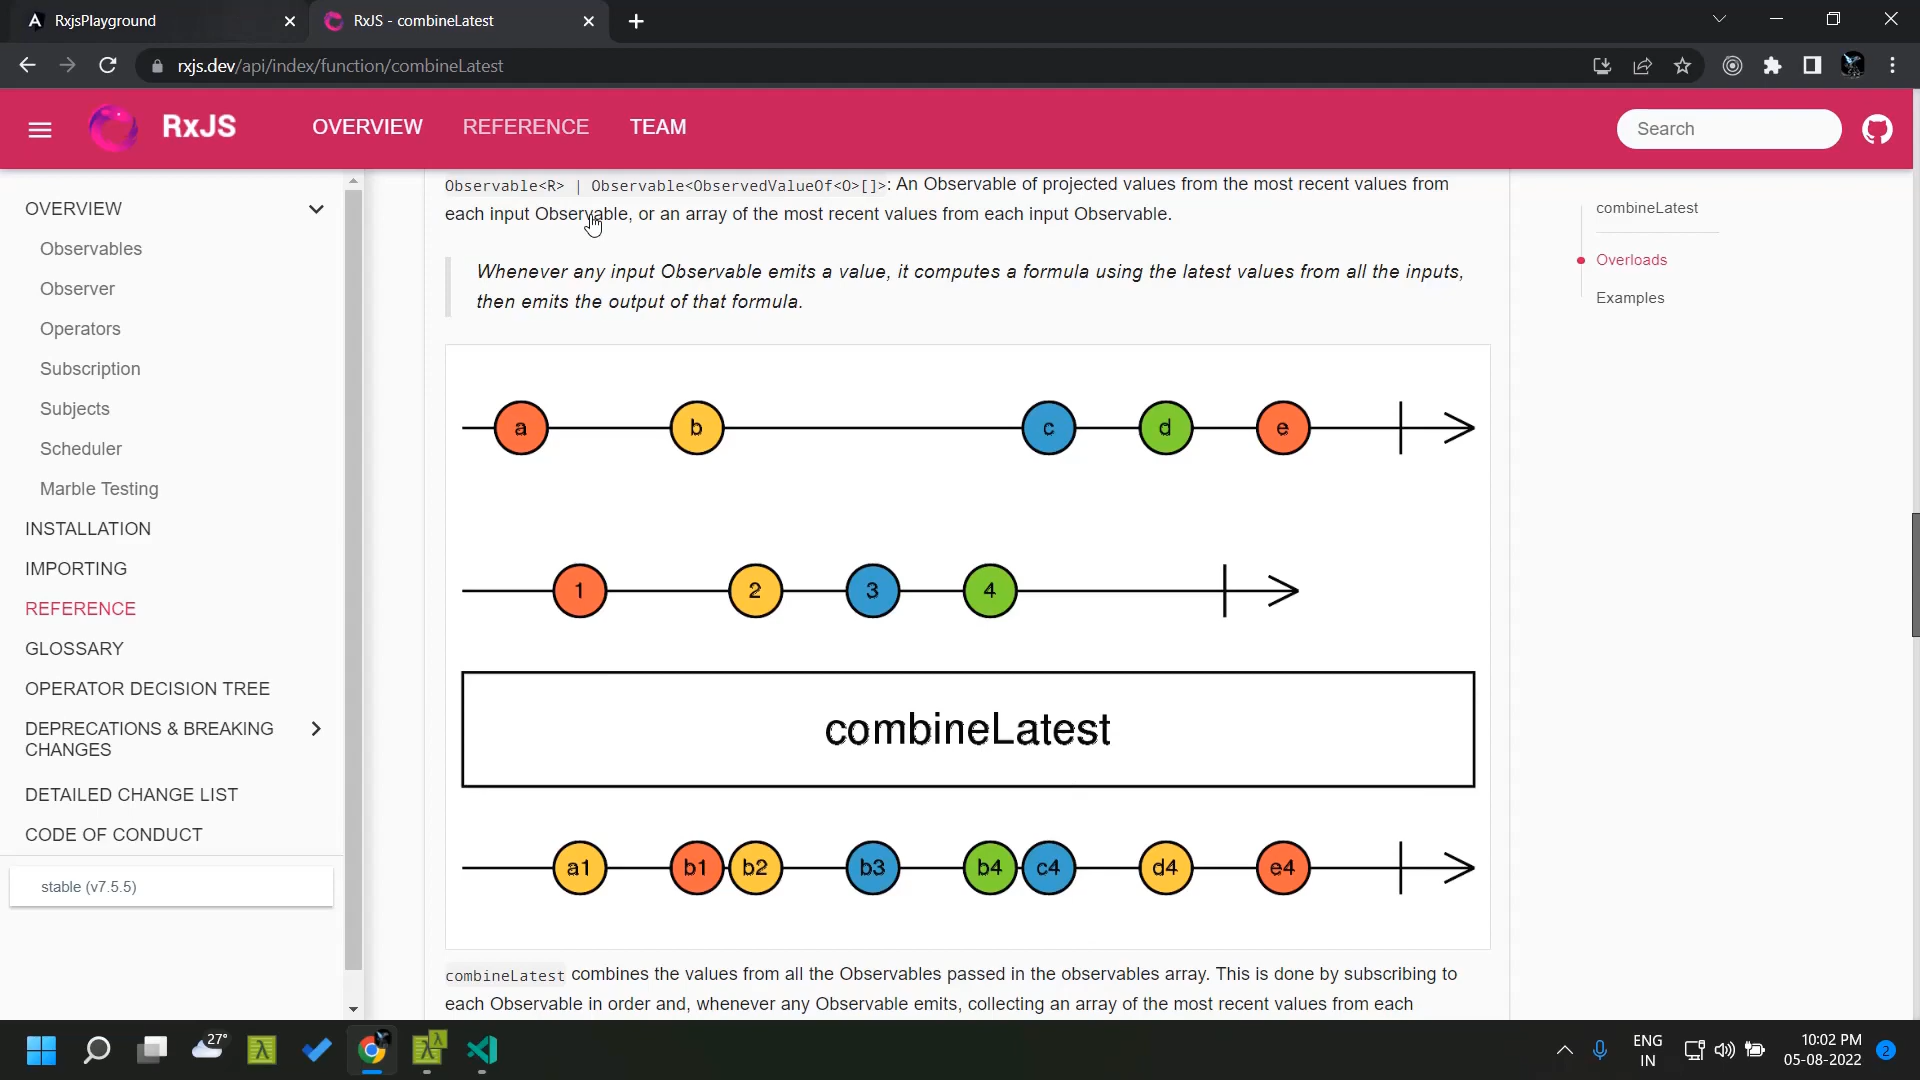 RxjsPlayground
RxJS - combineLatest
rxjs.dev/api/index/function/combineLatest
RxJS
OVERVIEW
REFERENCE
TEAM
Search
OVERVIEW
Observables
Observer
Operators
Subscription
Subjects
Scheduler
Marble Testing
INSTALLATION
IMPORTING
REFERENCE
GLOSSARY
OPERATOR DECISION TREE
DEPRECATIONS & BREAKING
CHANGES
DETAILED CHANGE LIST
CODE OF CONDUCT
stable (v7.5.5)
Observable<R> | Observable<ObservedValueOf<O>[]>: An Observable of projected values from the most recent values from
each input Observable, or an array of the most recent values from each input Observable.
Whenever any input Observable emits a value, it computes a formula using the latest values from all the inputs,
then emits the output of that formula.
a b c d e
1 2 3 4
combineLatest
a1 b1 b2 b3 b4 c4 d4 e4
combineLatest combines the values from all the Observables passed in the observables array. This is done by subscribing to
each Observable in order and, whenever any Observable emits, collecting an array of the most recent values from each
combineLatest
Overloads
Examples
27°
ENG
IN
10:02 PM
05-08-2022
2